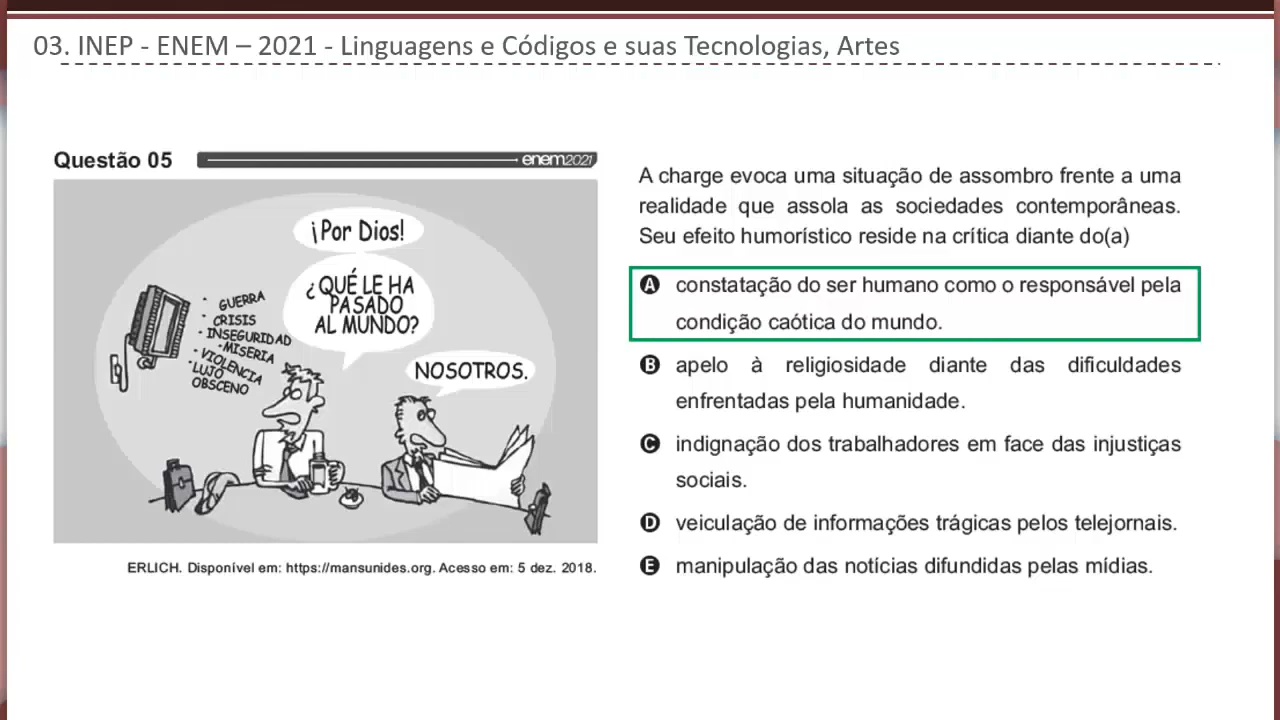 03. INEP - ENEM – 2021 - Linguagens e Códigos e suas Tecnologias, Artes
Questão 05
enem2021
¡Por Dios!
¿QUÉ LE HA
PASADO
AL MUNDO?
NOSOTROS.
· GUERRA
· CRISIS
· INSEGURIDAD
· MISERIA
· VIOLENCIA
· LUJO
OBSCENO
ERLICH. Disponível em: https://mansunides.org. Acesso em: 5 dez. 2018.
A charge evoca uma situação de assombro frente a uma
realidade que assola as sociedades contemporâneas.
Seu efeito humorístico reside na crítica diante do(a)
A constatação do ser humano como o responsável pela
condição caótica do mundo.
B apelo à religiosidade diante das dificuldades
enfrentadas pela humanidade.
C indignação dos trabalhadores em face das injustiças
sociais.
D veiculação de informações trágicas pelos telejornais.
E manipulação das notícias difundidas pelas mídias.